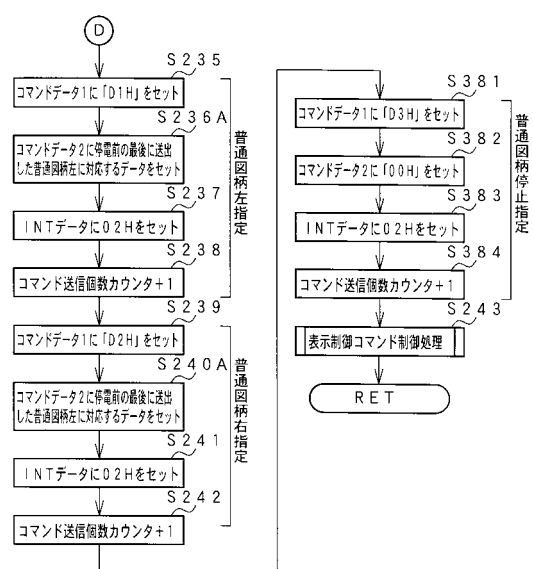 D
S235
コマンドデータ1に「D1H」をセット
S236A
コマンドデータ2に停電前の最後に送出
した普通図柄左に対応するデータをセット
S237
INTデータに02Hをセット
S238
コマンド送信個数カウンタ+1
普通図柄左指定
S239
コマンドデータ1に「D2H」をセット
S240A
コマンドデータ2に停電前の最後に送出
した普通図柄左に対応するデータをセット
S241
INTデータに02Hをセット
S242
コマンド送信個数カウンタ+1
普通図柄右指定
S381
コマンドデータ1に「D3H」をセット
S382
コマンドデータ2に「00H」をセット
S383
INTデータに02Hをセット
S384
コマンド送信個数カウンタ+1
普通図柄停止指定
S243
表示制御コマンド制御処理
RET